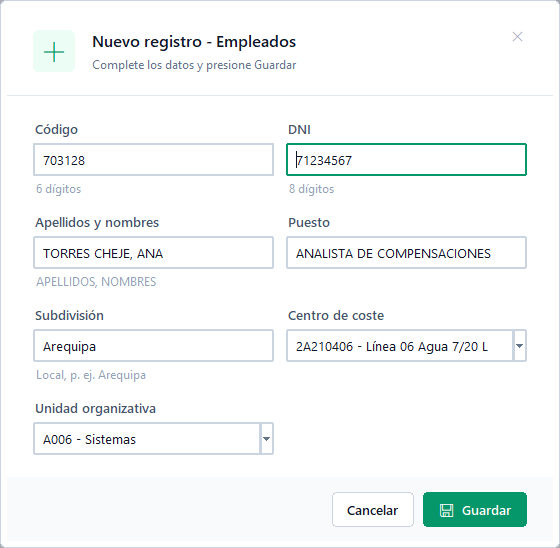 Nuevo registro - Empleados
Complete los datos y presione Guardar
Código
DNI
703128
71234567
6 dígitos
8 dígitos
Apellidos y nombres
Puesto
TORRES CHEJE, ANA
ANALISTA DE COMPENSACIONES
APELLIDOS, NOMBRES
Subdivisión
Centro de coste
Arequipa
2A210406 - Línea 06 Agua 7/20 L
Local, p. ej. Arequipa
Unidad organizativa
A006 - Sistemas
Cancelar
Guardar